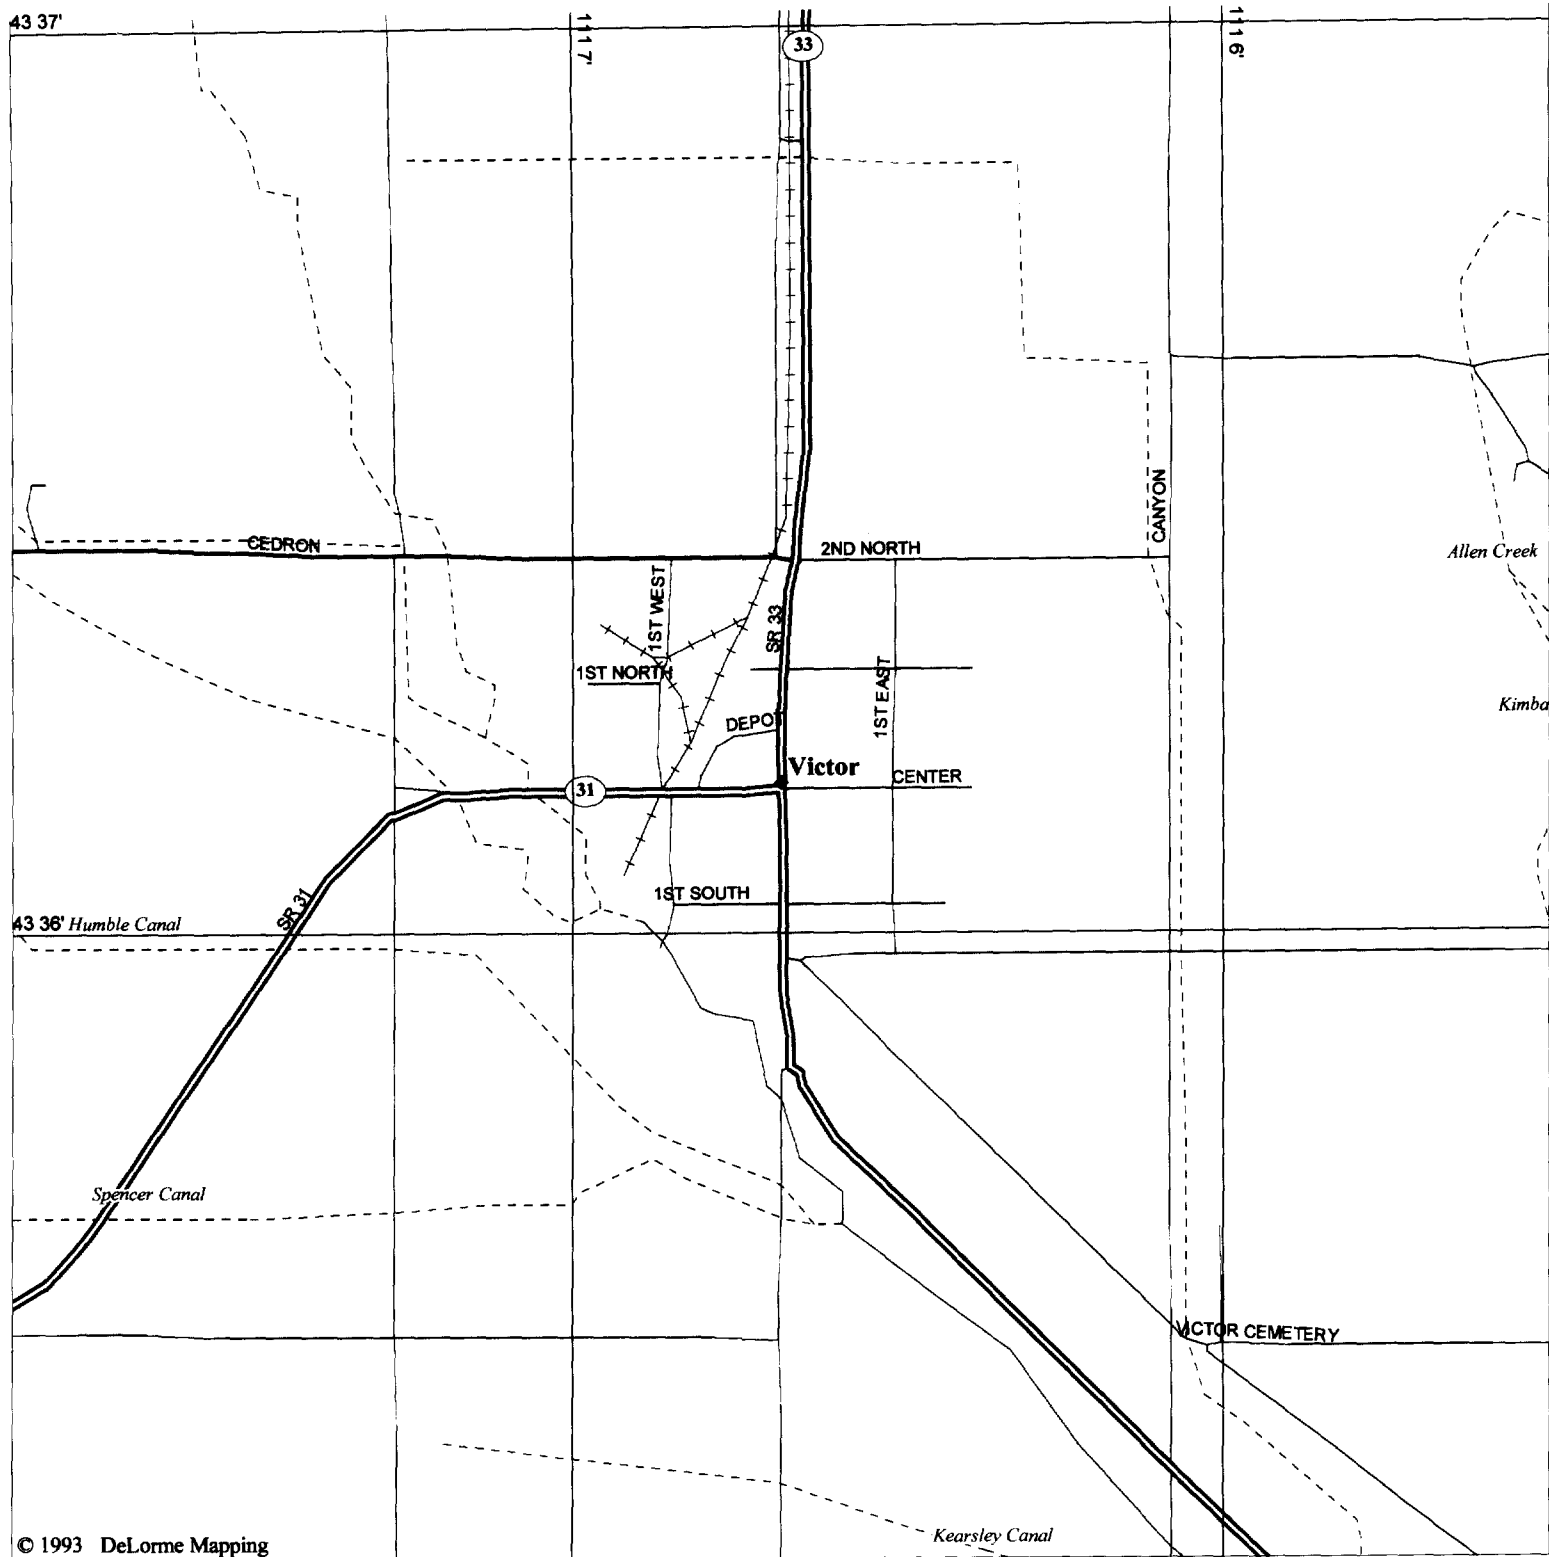 43 37'
111 7'
33
111 6'
CANYON
CEDRON
2ND NORTH
Allen Creek
1ST WEST
SR 33
1ST NORTH
1ST EAST
Kimba
DEPOT
Victor
CENTER
31
1ST SOUTH
SR 31
43 36' Humble Canal
Spencer Canal
VICTOR CEMETERY
Kearsley Canal
© 1993 DeLorme Mapping